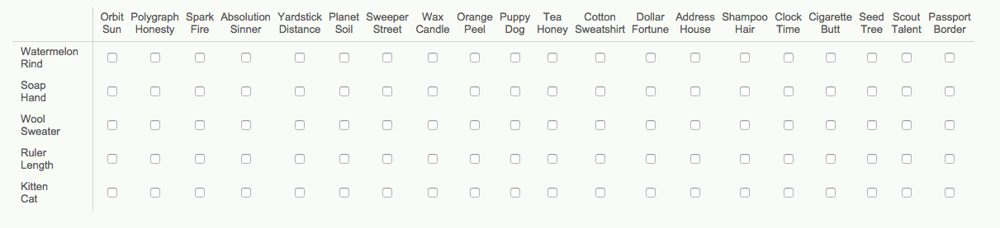 Orbit Polygraph Spark Absolution Yardstick Planet Sweeper Wax Orange Puppy Tea Cotton Dollar Address Shampoo Clock Cigarette Seed Scout Passport
Sun Honesty Fire Sinner Distance Soil Street Candle Peel Dog Honey Sweatshirt Fortune House Hair Time Butt Tree Talent Border
Watermelon
Rind
Soap
Hand
Wool
Sweater
Ruler
Length
Kitten
Cat